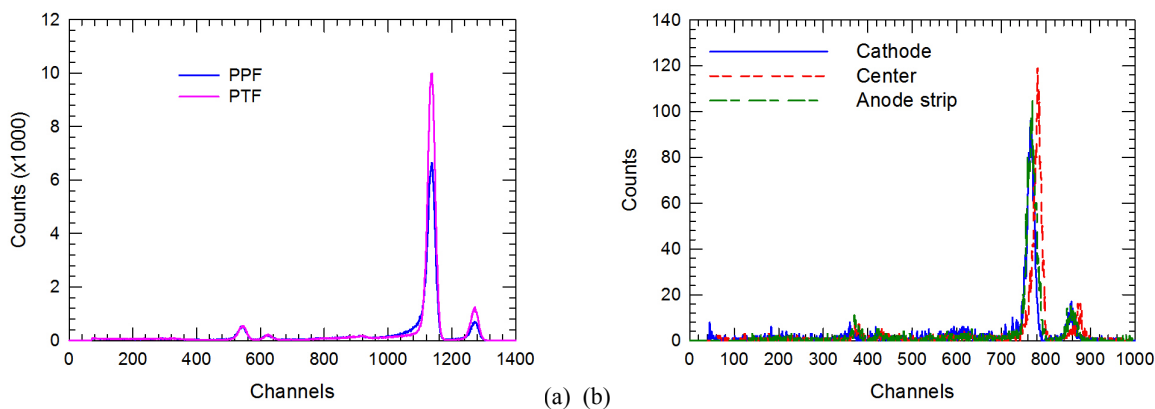 12
10
8
6
4
2
0
Counts (x1000)
PPF
PTF
0 200 400 600 800 1000 1200 1400
Channels
(a)
140
120
100
80
60
40
20
0
Counts
Cathode
Center
Anode strip
0 100 200 300 400 500 600 700 800 900 1000
Channels
(b)